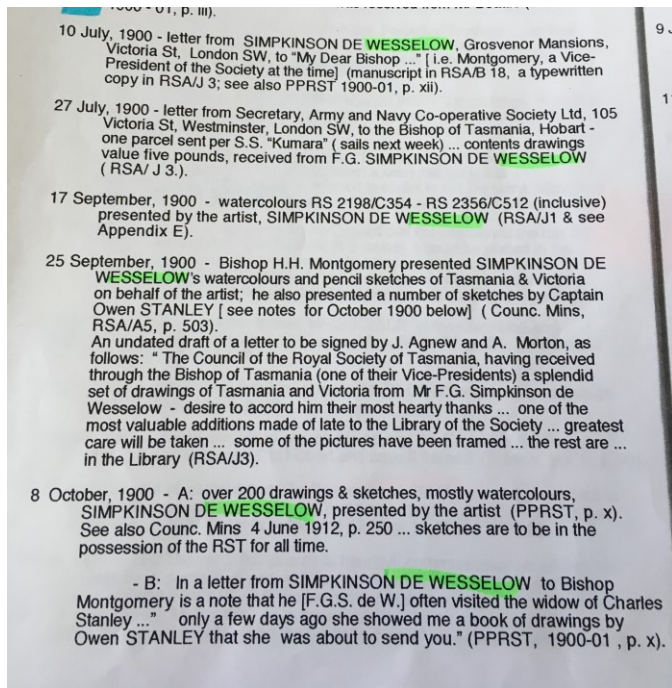 1900 - 01, p. iii).
10 July, 1900 - letter from SIMPKINSON DE WESSELOW, Grosvenor Mansions,
Victoria St, London SW, to "My Dear Bishop ..." [ i.e. Montgomery, a Vice-
President of the Society at the time] (manuscript in RSA/B 18, a typewritten
copy in RSA/J 3; see also PPRST 1900-01, p. xii).
27 July, 1900 - letter from Secretary, Army and Navy Co-operative Society Ltd, 105
Victoria St, Westminster, London SW, to the Bishop of Tasmania, Hobart -
one parcel sent per S.S. "Kumara" ( sails next week) ... contents drawings
value five pounds, received from F.G. SIMPKINSON DE WESSELOW
( RSA/ J 3.).
17 September, 1900 - watercolours RS 2198/C354 - RS 2356/C512 (inclusive)
presented by the artist, SIMPKINSON DE WESSELOW (RSA/J1 & see
Appendix E).
25 September, 1900 - Bishop H.H. Montgomery presented SIMPKINSON DE
WESSELOW's watercolours and pencil sketches of Tasmania & Victoria
on behalf of the artist; he also presented a number of sketches by Captain
Owen STANLEY [ see notes for October 1900 below] ( Counc. Mins,
RSA/A5, p. 503).
An undated draft of a letter to be signed by J. Agnew and A. Morton, as
follows: " The Council of the Royal Society of Tasmania, having received
through the Bishop of Tasmania (one of their Vice-Presidents) a splendid
set of drawings of Tasmania and Victoria from Mr F.G. Simpkinson de
Wesselow - desire to accord him their most hearty thanks ... one of the
most valuable additions made of late to the Library of the Society ... greatest
care will be taken ... some of the pictures have been framed ... the rest are ...
in the Library (RSA/J3).
8 October, 1900 - A: over 200 drawings & sketches, mostly watercolours,
SIMPKINSON DE WESSELOW, presented by the artist (PPRST, p. x).
See also Counc. Mins 4 June 1912, p. 250 ... sketches are to be in the
possession of the RST for all time.
- B: In a letter from SIMPKINSON DE WESSELOW to Bishop
Montgomery is a note that he [F.G.S. de W.] often visited the widow of Charles
Stanley ..." only a few days ago she showed me a book of drawings by
Owen STANLEY that she was about to send you." (PPRST, 1900-01 , p. x).